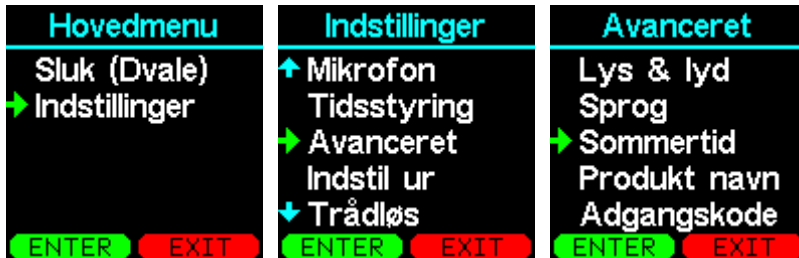 Hovedmenu
Sluk (Dvale)
Indstillinger
ENTER EXIT
Indstillinger
Mikrofon
Tidsstyring
Avanceret
Indstil ur
Trådløs
ENTER EXIT
Avanceret
Lys & lyd
Sprog
Sommertid
Produkt navn
Adgangskode
ENTER EXIT